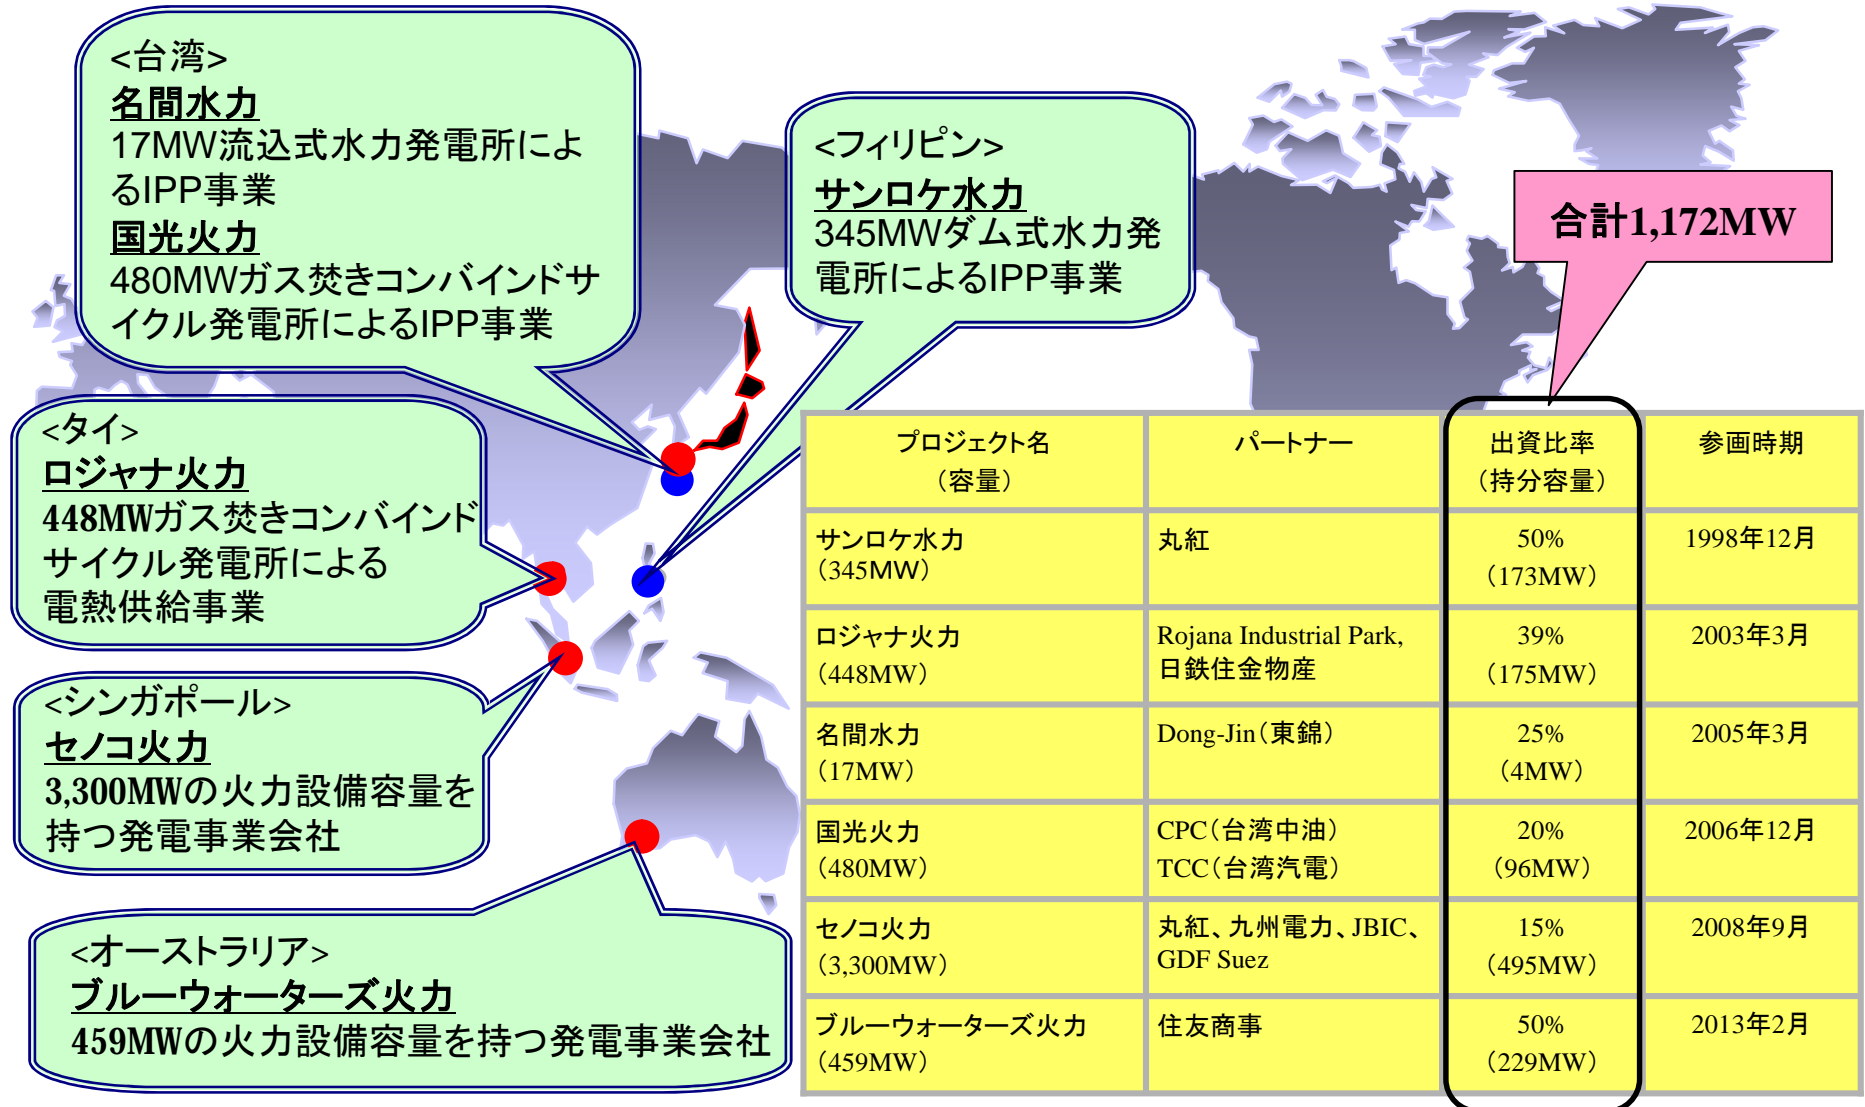 <台湾>
名間水力
17MW流込式水力発電所によ
るIPP事業
国光火力
480MWガス焚きコンバインドサ
イクル発電所によるIPP事業
<フィリピン>
サンロケ水力
345MWダム式水力発
電所によるIPP事業
合計1,172MW
<タイ>
ロジャナ火力
448MWガス焚きコンバインド
サイクル発電所による
電熱供給事業
<シンガポール>
セノコ火力
3,300MWの火力設備容量を
持つ発電事業会社
<オーストラリア>
ブルーウォーターズ火力
459MWの火力設備容量を持つ発電事業会社
プロジェクト名
（容量）
パートナー
出資比率
（持分容量）
参画時期
サンロケ水力
（345MW）
丸紅
50%
（173MW）
1998年12月
ロジャナ火力
（448MW）
Rojana Industrial Park,
日鉄住金物産
39%
（175MW）
2003年3月
名間水力
（17MW）
Dong-Jin（東錦）
25%
（4MW）
2005年3月
国光火力
（480MW）
CPC（台湾中油）
TCC（台湾汽電）
20%
（96MW）
2006年12月
セノコ火力
（3,300MW）
丸紅、九州電力、JBIC、
GDF Suez
15%
（495MW）
2008年9月
ブルーウォーターズ火力
（459MW）
住友商事
50%
（229MW）
2013年2月